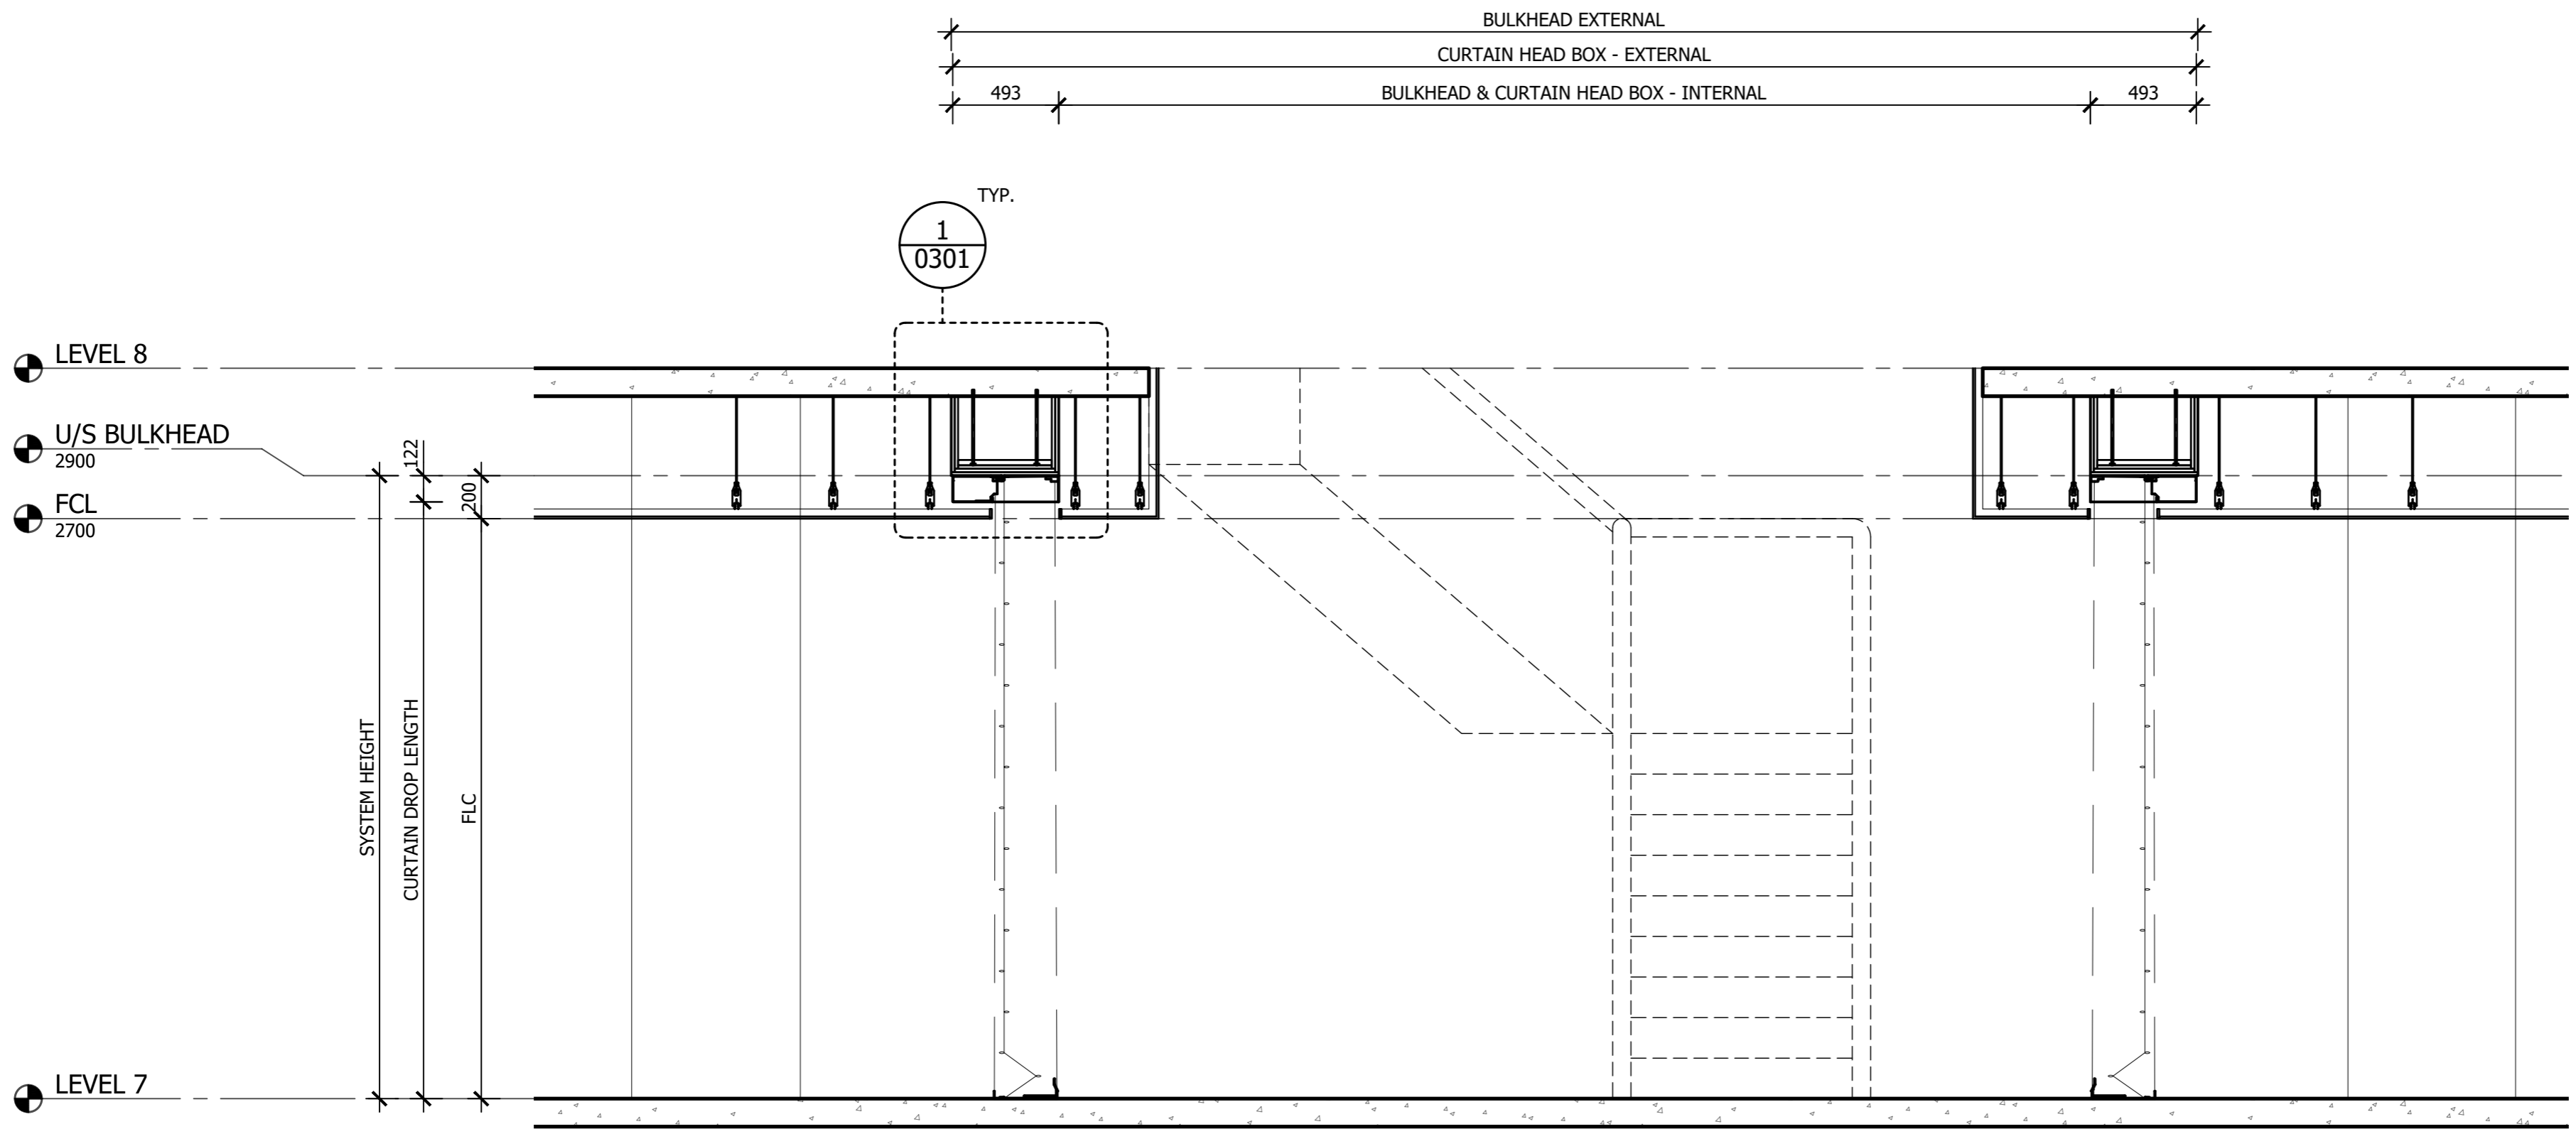 BULKHEAD EXTERNAL
CURTAIN HEAD BOX - EXTERNAL
493
BULKHEAD & CURTAIN HEAD BOX - INTERNAL
493
TYP.
1
0301
LEVEL 8
U/S BULKHEAD
2900
122
200
FCL
2700
SYSTEM HEIGHT
CURTAIN DROP LENGTH
FLC
LEVEL 7